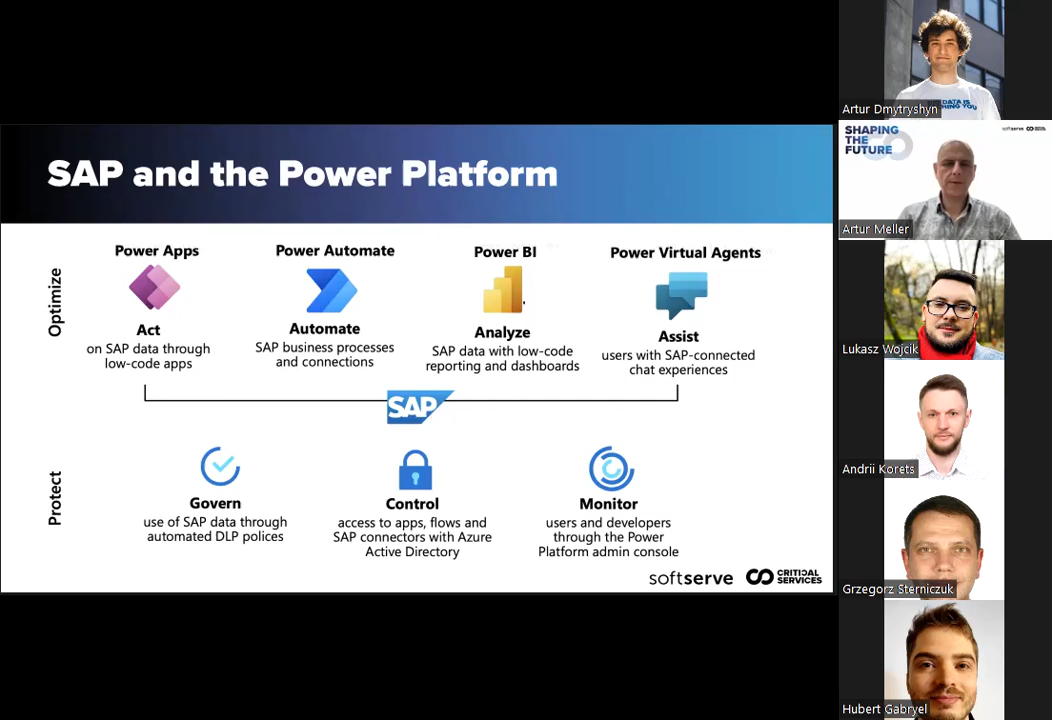 SAP and the Power Platform
Optimize
Power Apps
Act
on SAP data through
low-code apps
Power Automate
Automate
SAP business processes
and connections
Power BI
Analyze
SAP data with low-code
reporting and dashboards
Power Virtual Agents
Assist
users with SAP-connected
chat experiences
SAP
Protect
Govern
use of SAP data through
automated DLP polices
Control
access to apps, flows and
SAP connectors with Azure
Active Directory
Monitor
users and developers
through the Power
Platform admin console
softserve
CRITICAL
SERVICES
DATA IS
YOU
Artur Dmytryshyn
SHAPING
THE
FUTURE
softserve
Artur Meller
Lukasz Wojcik
Andrii Korets
Grzegorz Sterniczuk
Hubert Gabryel